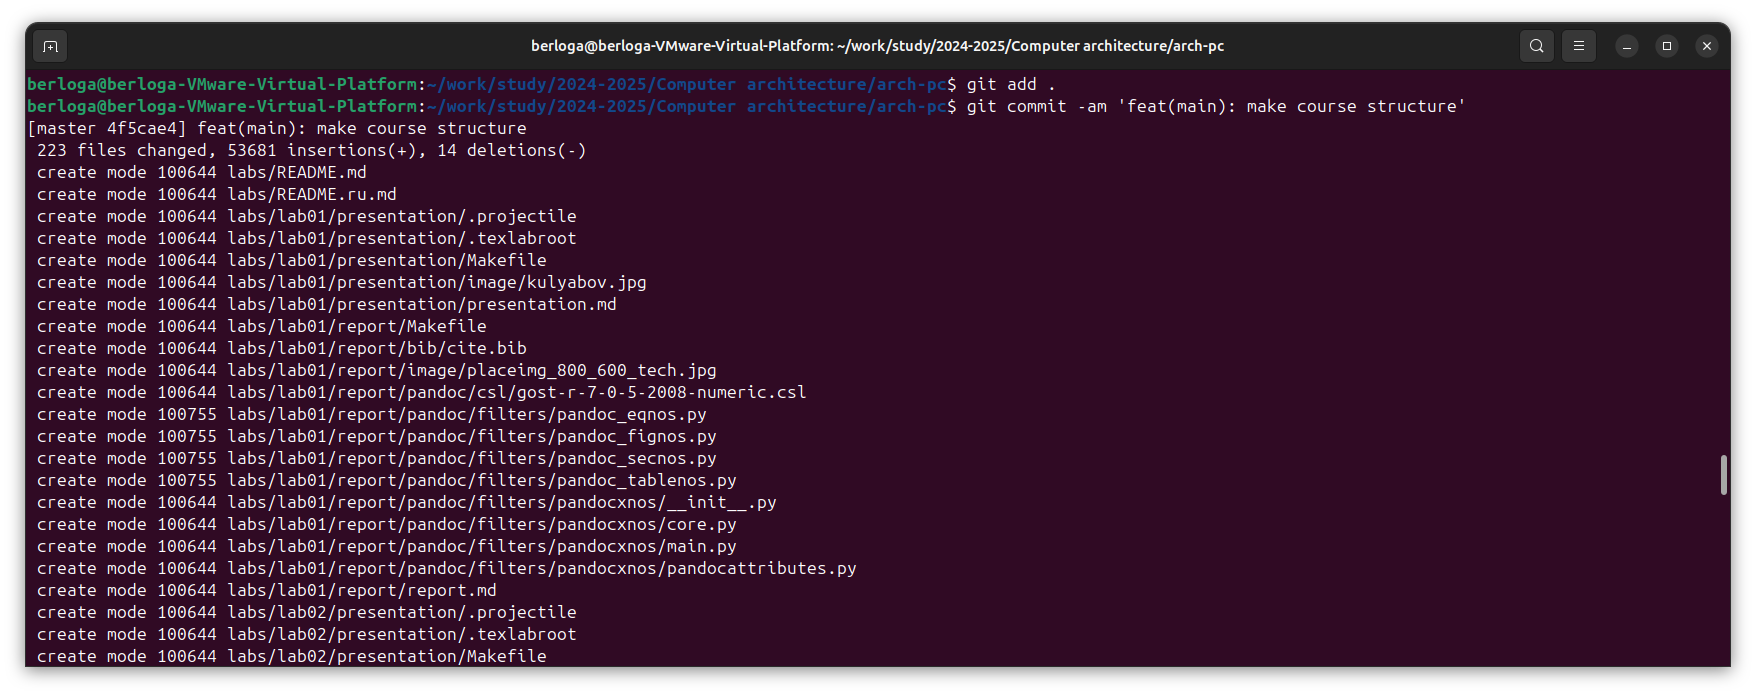 berloga@berloga-VMware-Virtual-Platform: ~/work/study/2024-2025/Computer architecture/arch-pc
berloga@berloga-VMware-Virtual-Platform:~/work/study/2024-2025/Computer architecture/arch-pc$ git add .
berloga@berloga-VMware-Virtual-Platform:~/work/study/2024-2025/Computer architecture/arch-pc$ git commit -am 'feat(main): make course structure'
[master 4f5cae4] feat(main): make course structure
 223 files changed, 53681 insertions(+), 14 deletions(-)
 create mode 100644 labs/README.md
 create mode 100644 labs/README.ru.md
 create mode 100644 labs/lab01/presentation/.projectile
 create mode 100644 labs/lab01/presentation/.texlabroot
 create mode 100644 labs/lab01/presentation/Makefile
 create mode 100644 labs/lab01/presentation/image/kulyabov.jpg
 create mode 100644 labs/lab01/presentation/presentation.md
 create mode 100644 labs/lab01/report/Makefile
 create mode 100644 labs/lab01/report/bib/cite.bib
 create mode 100644 labs/lab01/report/image/placeimg_800_600_tech.jpg
 create mode 100644 labs/lab01/report/pandoc/csl/gost-r-7-0-5-2008-numeric.csl
 create mode 100755 labs/lab01/report/pandoc/filters/pandoc_eqnos.py
 create mode 100755 labs/lab01/report/pandoc/filters/pandoc_fignos.py
 create mode 100755 labs/lab01/report/pandoc/filters/pandoc_secnos.py
 create mode 100755 labs/lab01/report/pandoc/filters/pandoc_tablenos.py
 create mode 100644 labs/lab01/report/pandoc/filters/pandocxnos/__init__.py
 create mode 100644 labs/lab01/report/pandoc/filters/pandocxnos/core.py
 create mode 100644 labs/lab01/report/pandoc/filters/pandocxnos/main.py
 create mode 100644 labs/lab01/report/pandoc/filters/pandocxnos/pandocattributes.py
 create mode 100644 labs/lab01/report/report.md
 create mode 100644 labs/lab02/presentation/.projectile
 create mode 100644 labs/lab02/presentation/.texlabroot
 create mode 100644 labs/lab02/presentation/Makefile